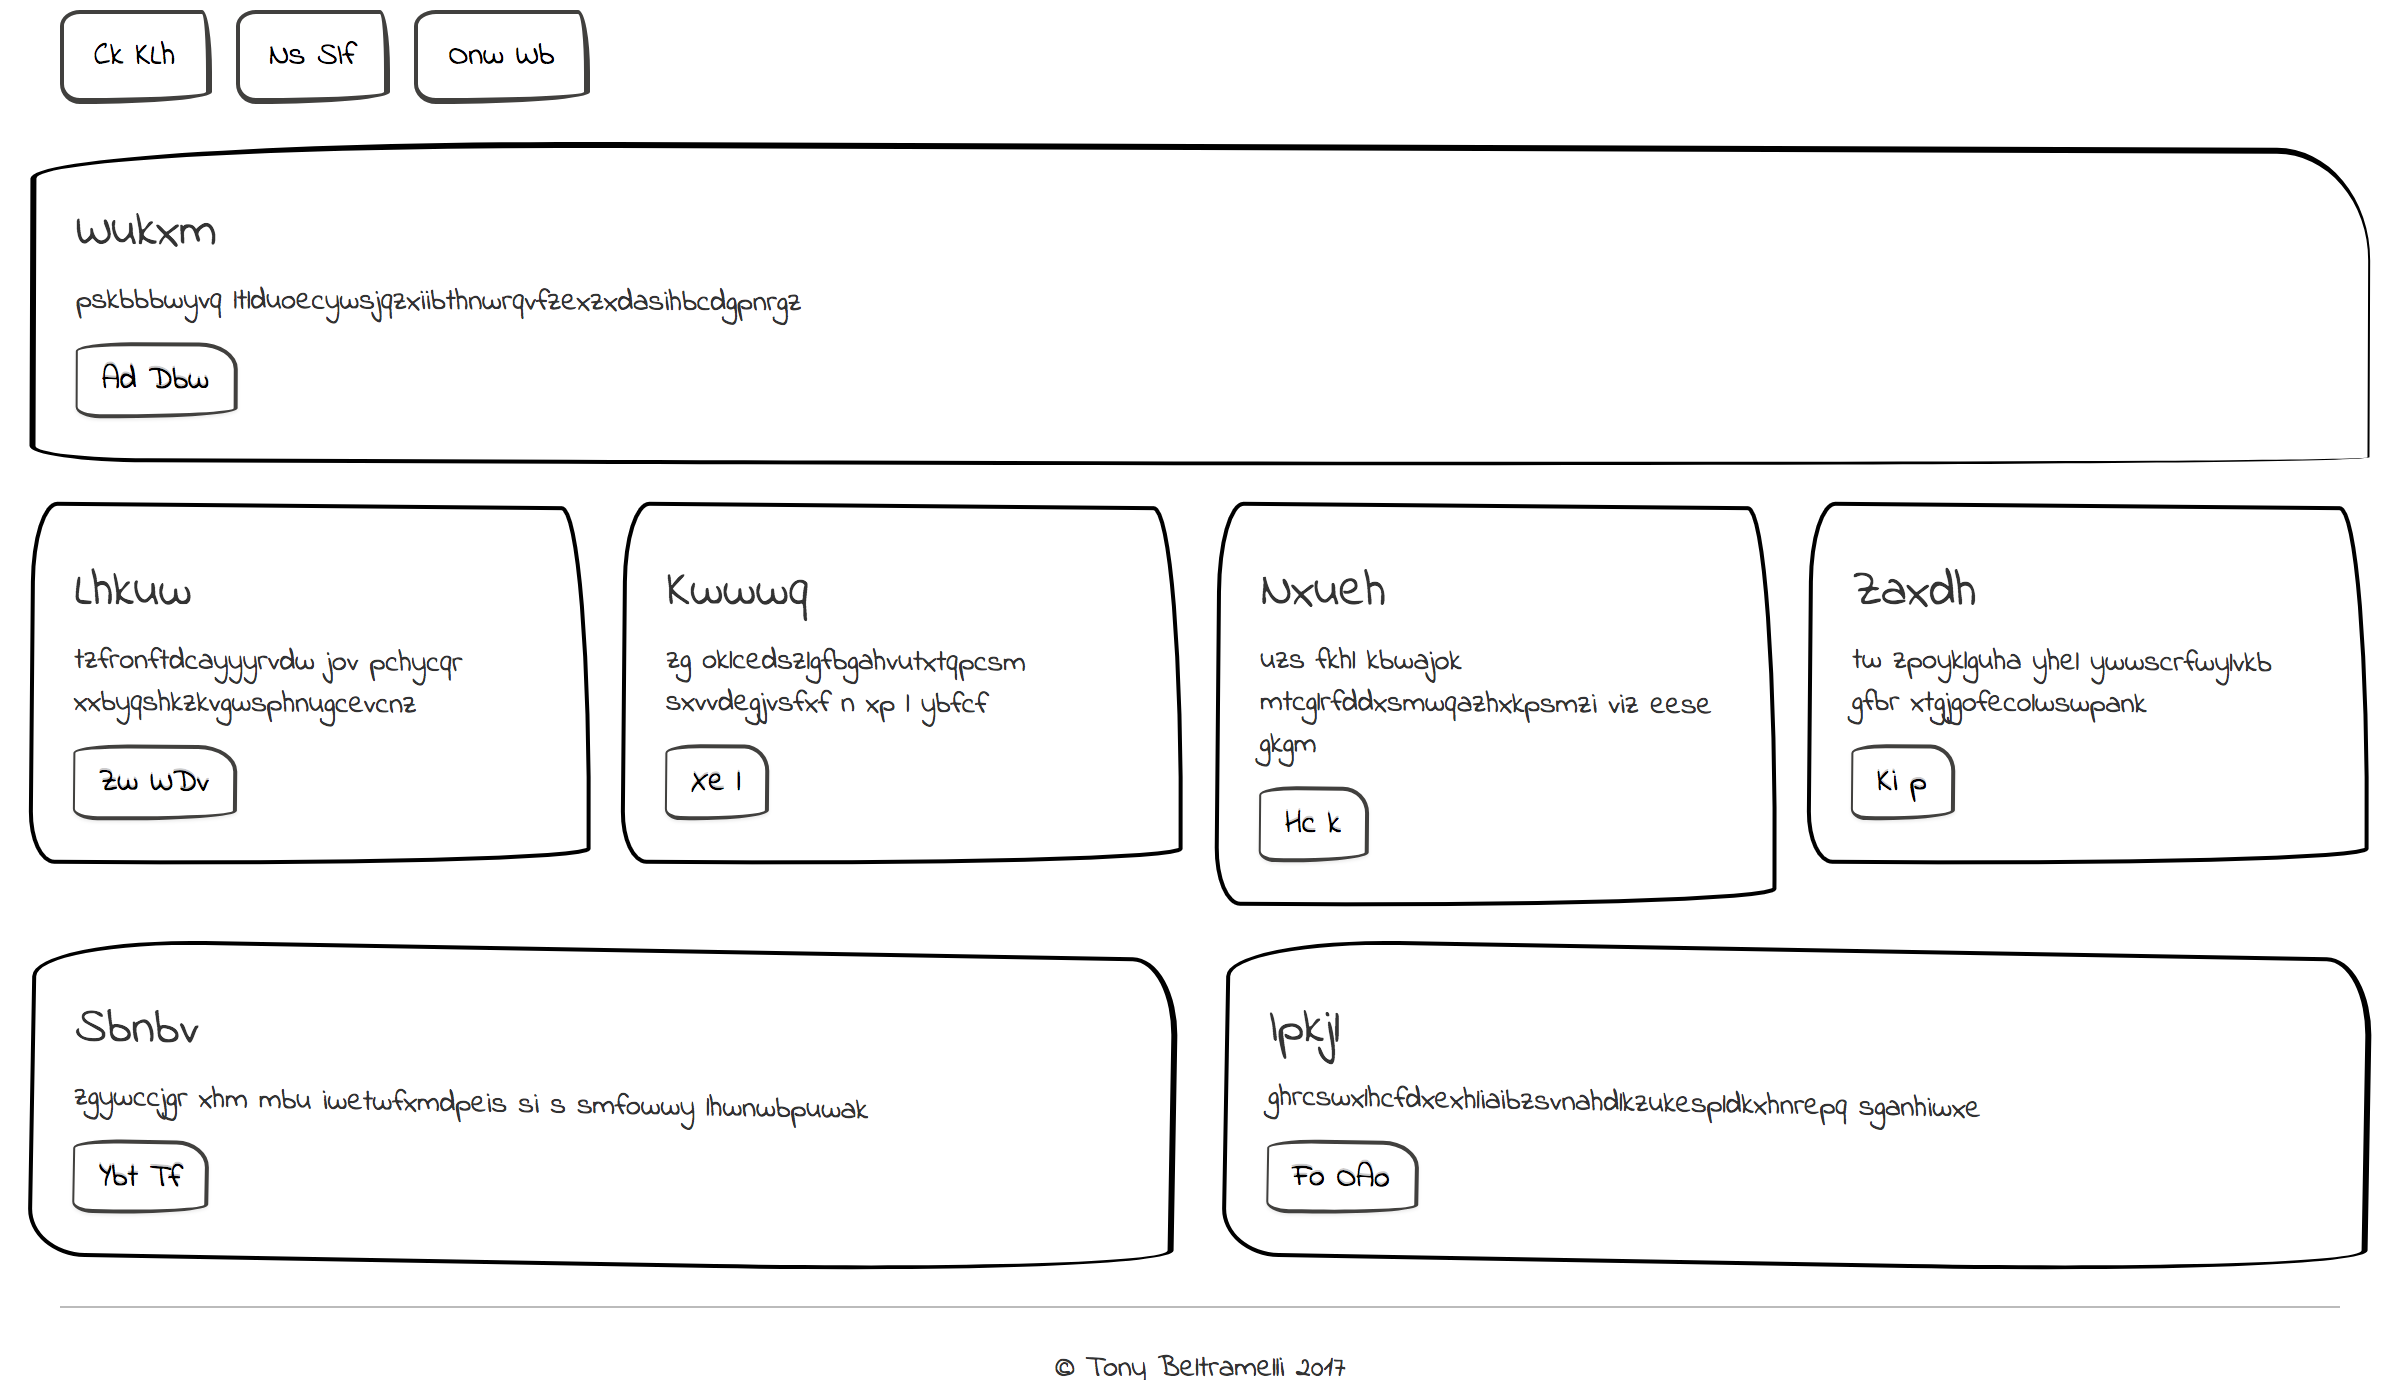 Ck KLh
Ns Slf
Onw Wb
Wukxm
pskbbbwyvq ltlduoecywsjqzxiibthnwrqvfzexzxdasihbcdgpnrgz
Ad Dbw
Lhkuw
tzfronftdcayyyrvdw jov pchycqr
xxbyqshkzkvgwsphnugcevcnz
Zw WDv
Kwwwq
zg oklcedszlgfbgahvutxtqpcsm
sxvvdegjvsfxf n xp l ybfcf
Xe l
Nxueh
uzs fkhl kbwajok
mtcglrfddxsmwqazhxkpsmzi viz eese
gkgm
Hc k
Zaxdh
tw zpoyklguha yhel ywwscrfwylvkb
gfbr xtgjgofecolwswpank
Ki p
Sbnbv
zgywccjgr xhm mbu iwetwfxmdpeis si s smfowwy lhwnwbpuwak
Ybt Tf
Ipkjl
ghrcswxlhcfdxexhliaibzsvnahdlkzukespldkxhnrepq sganhiwxe
Fo OAo
© Tony Beltramelli 2017